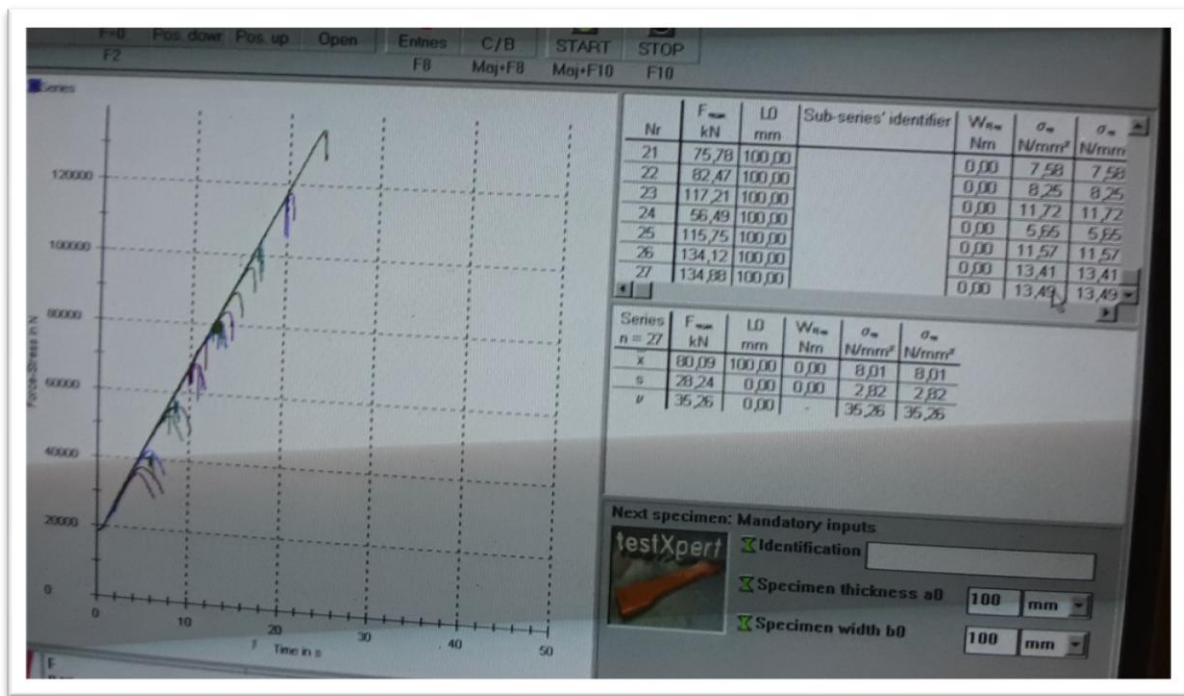 F=0 Pos. down Pos. up Open Entries C/B START STOP
F2 F8 Maj+F8 Maj+F10 F10
Series
120000
100000
80000
60000
40000
20000
0
Force-Stress in N
0 10 20 30 40 50
Time in s
Nr F L0 Sub-series' identifier W σ σ
kN mm Nm N/mm² N/mm
21 75,78 100,00 0,00 7,58 7,58
22 82,47 100,00 0,00 8,25 8,25
23 117,21 100,00 0,00 11,72 11,72
24 56,49 100,00 0,00 5,65 5,65
25 115,75 100,00 0,00 11,57 11,57
26 134,12 100,00 0,00 13,41 13,41
27 134,88 100,00 0,00 13,49 13,49
Series F L0 W σ σ
n = 27 kN mm Nm N/mm² N/mm²
x 80,09 100,00 0,00 8,01 8,01
s 28,24 0,00 0,00 2,82 2,82
ν 35,26 0,00 - 35,26 35,26
Next specimen: Mandatory inputs
testXpert
Identification
Specimen thickness a0 100 mm
Specimen width b0 100 mm
F